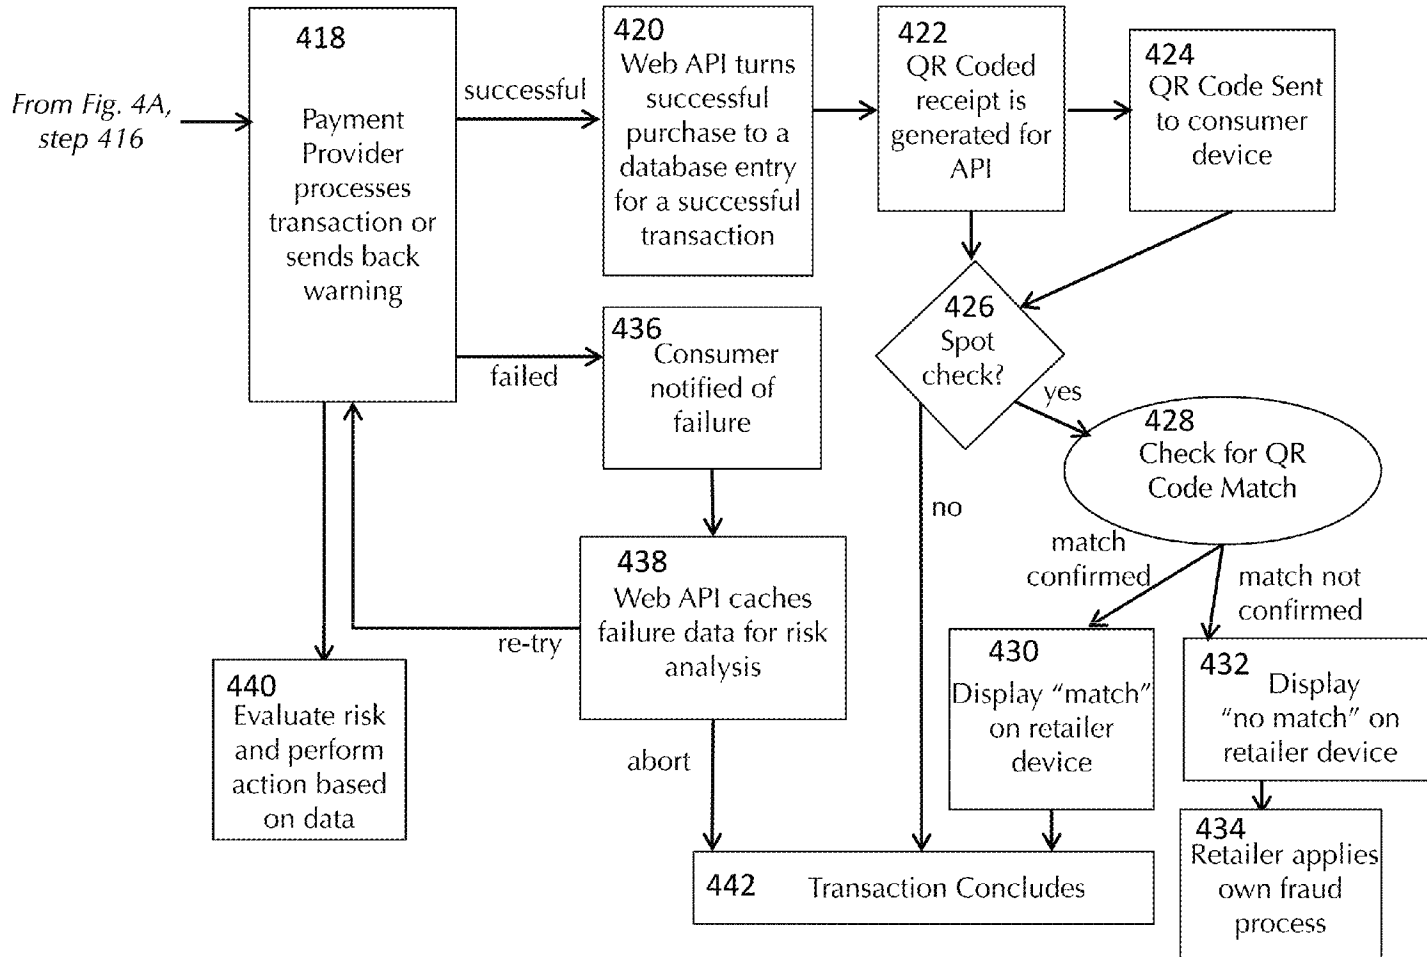 From Fig. 4A,
step 416
418
Payment
Provider
processes
transaction or
sends back
warning
successful
420
Web API turns
successful
purchase to a
database entry
for a successful
transaction
422
QR Coded
receipt is
generated for
API
424
QR Code Sent
to consumer
device
failed
436
Consumer
notified of
failure
426
Spot
check?
yes
no
428
Check for QR
Code Match
match
confirmed
match not
confirmed
438
Web API caches
failure data for risk
analysis
re-try
abort
440
Evaluate risk
and perform
action based
on data
430
Display “match”
on retailer
device
432
Display
“no match” on
retailer device
434
Retailer applies
own fraud
process
442 Transaction Concludes